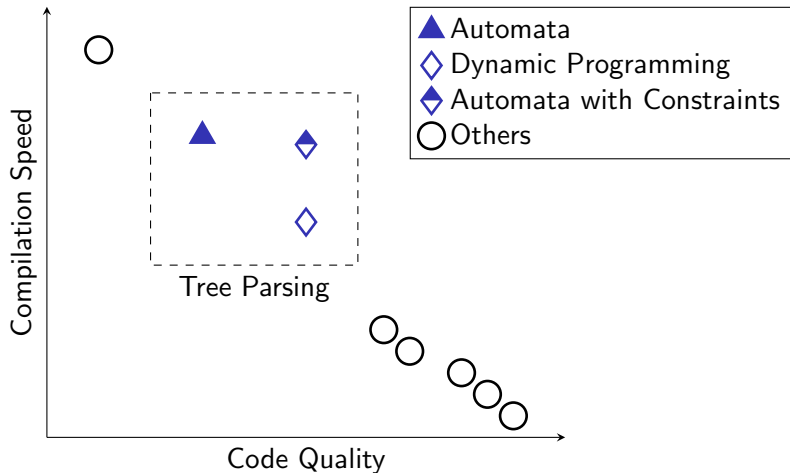 Automata
Dynamic Programming
Automata with Constraints
Others
Compilation Speed
Tree Parsing
Code Quality